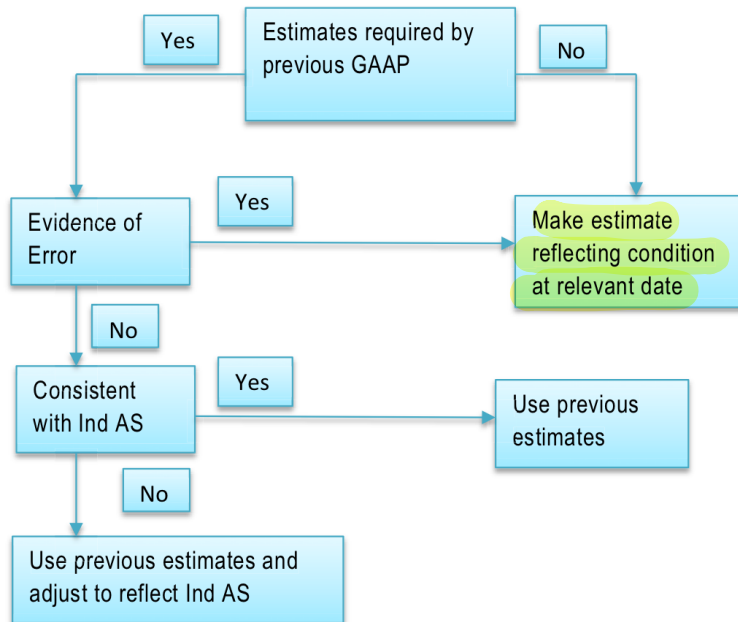 Yes
Estimates required by
previous GAAP
No
Evidence of
Error
Yes
Make estimate
reflecting condition
at relevant date
No
Consistent
with Ind AS
Yes
Use previous
estimates
No
Use previous estimates and
adjust to reflect Ind AS